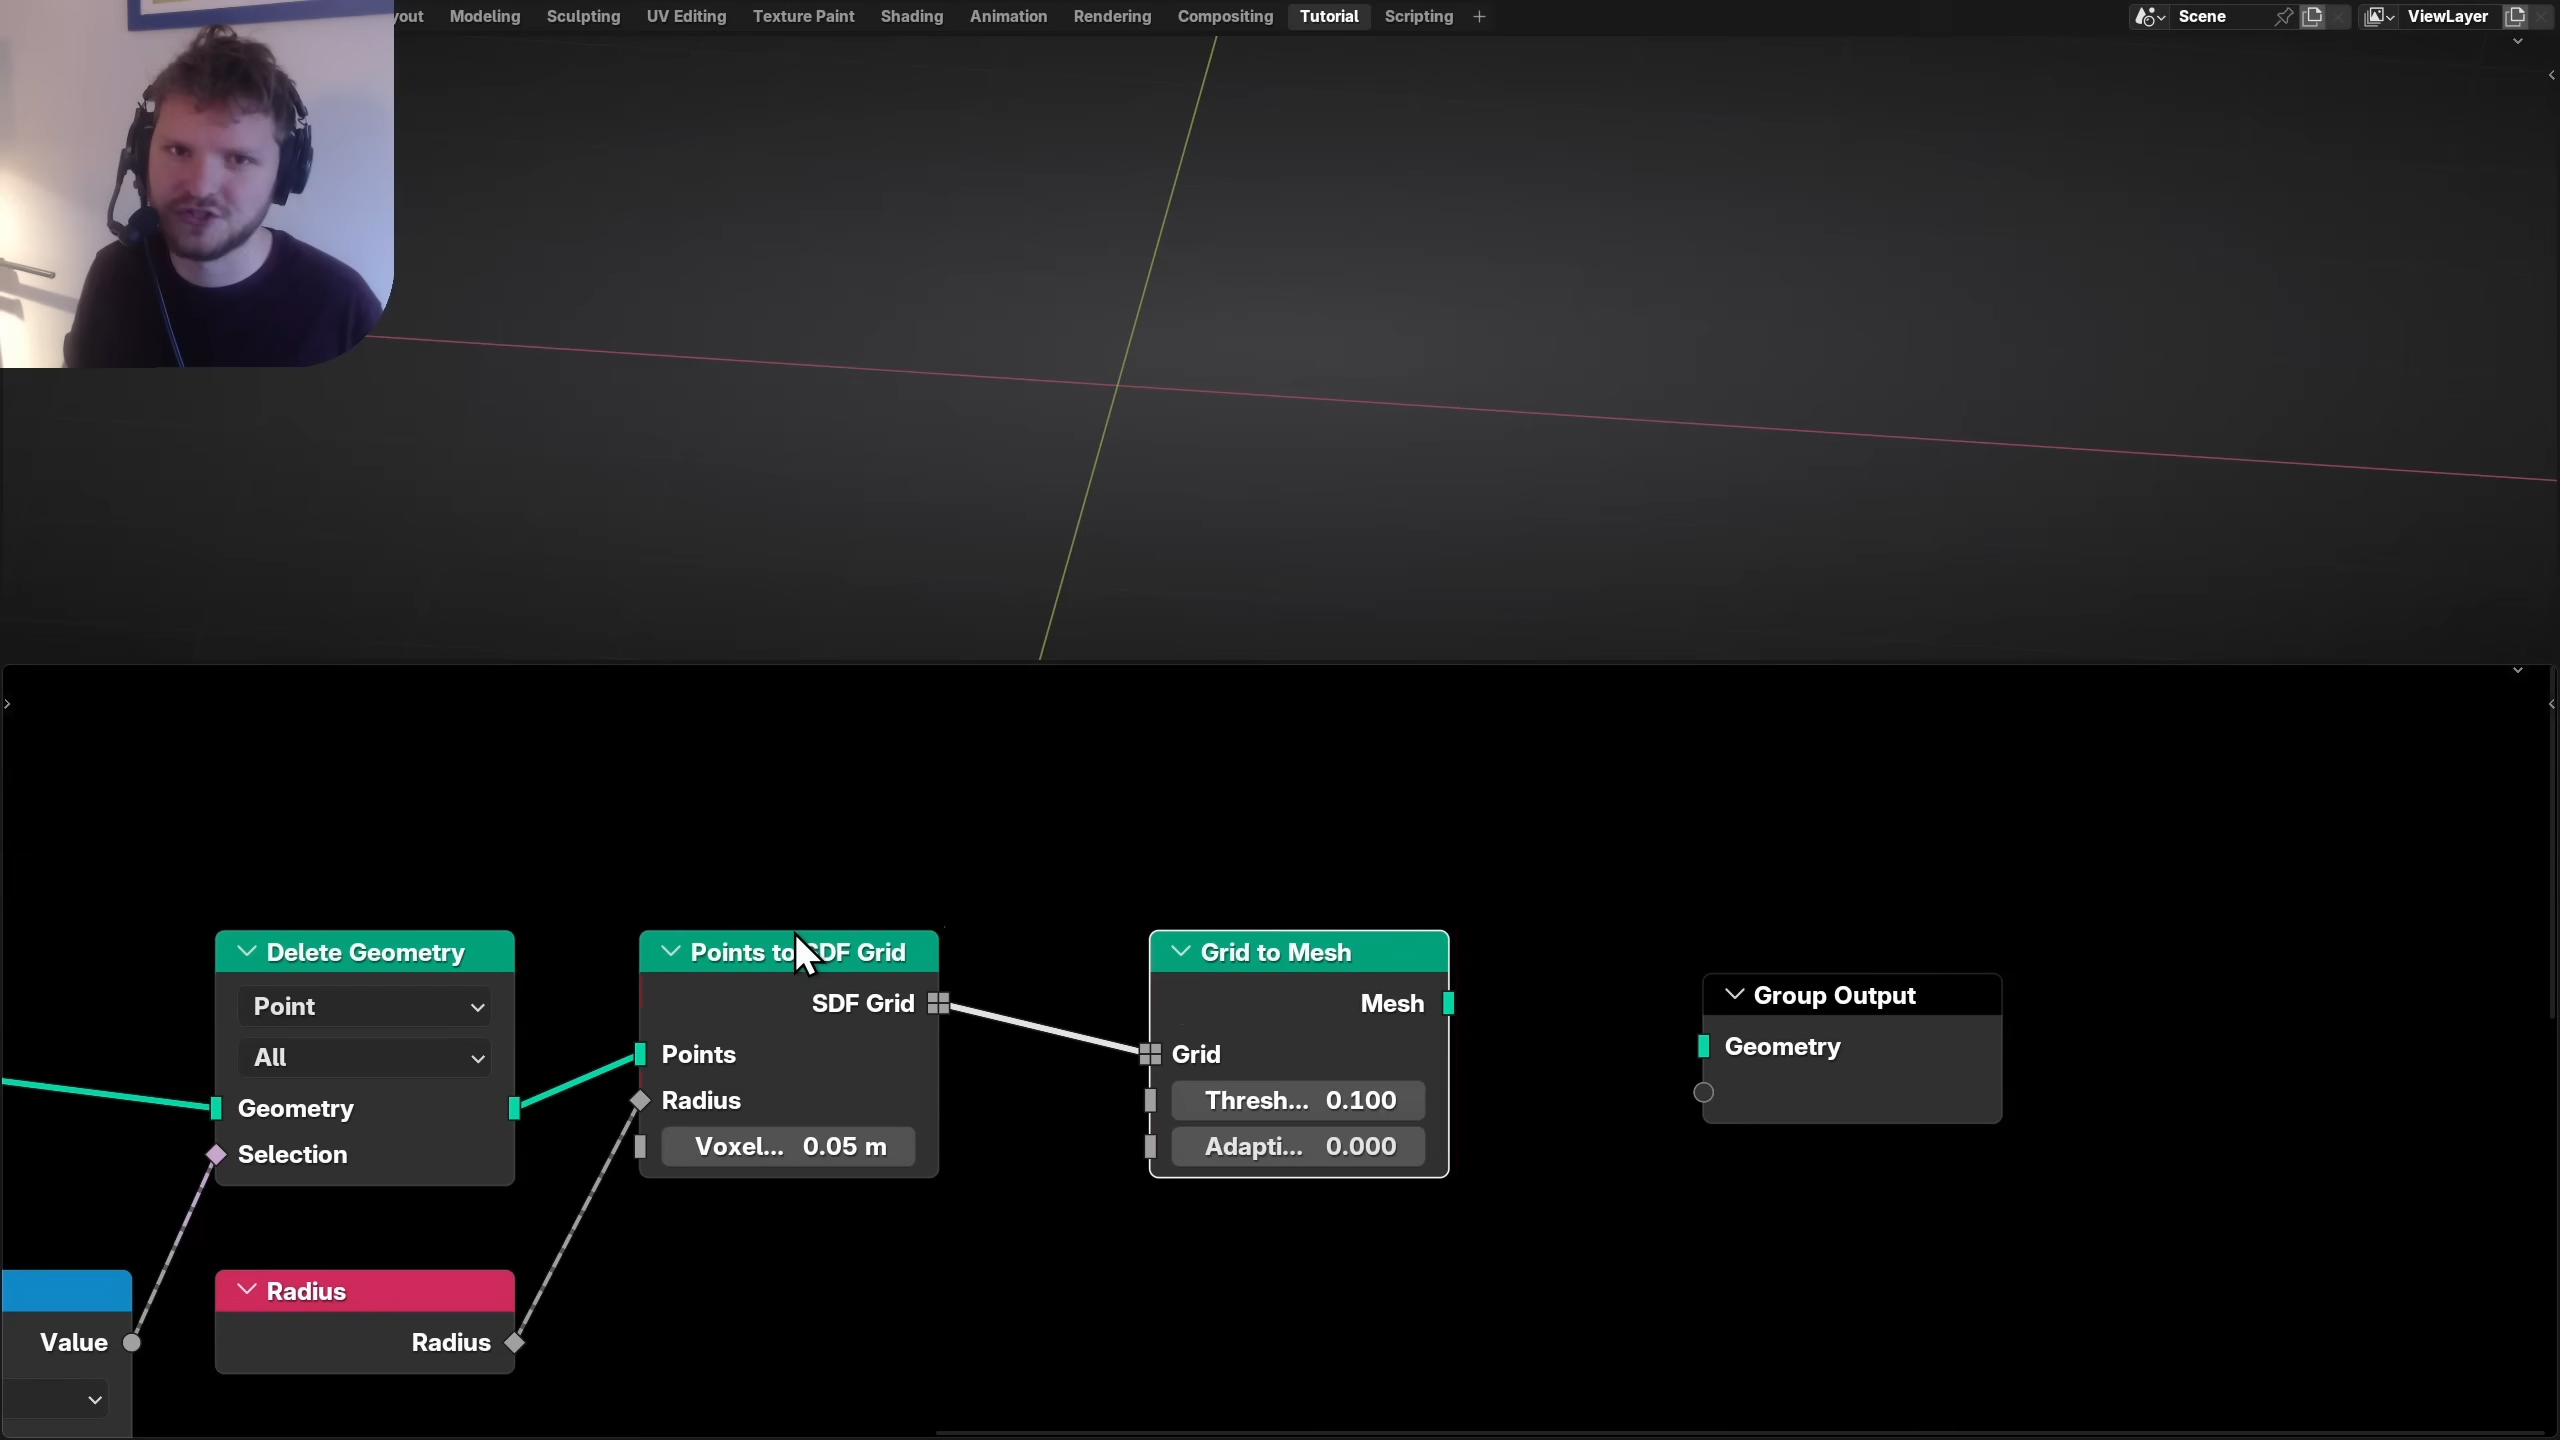 yout Modeling Sculpting UV Editing Texture Paint Shading Animation Rendering Compositing Tutorial Scripting +
Scene
ViewLayer
Delete Geometry
Point
All
Geometry
Selection
Points to SDF Grid
SDF Grid
Points
Radius
Voxel... 0.05 m
Grid to Mesh
Mesh
Grid
Thresh... 0.100
Adapti... 0.000
Group Output
Geometry
Radius
Radius
Value